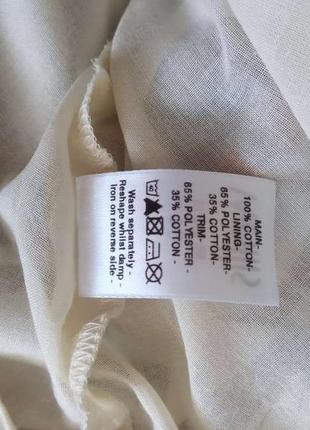 MAIN-
100% COTTON-
LINING-
65% POLYESTER-
35% COTTON-
TRIM-
65% POLYESTER -
35% COTTON -
40
Wash separately -
Reshape whilst damp -
Iron on reverse side -